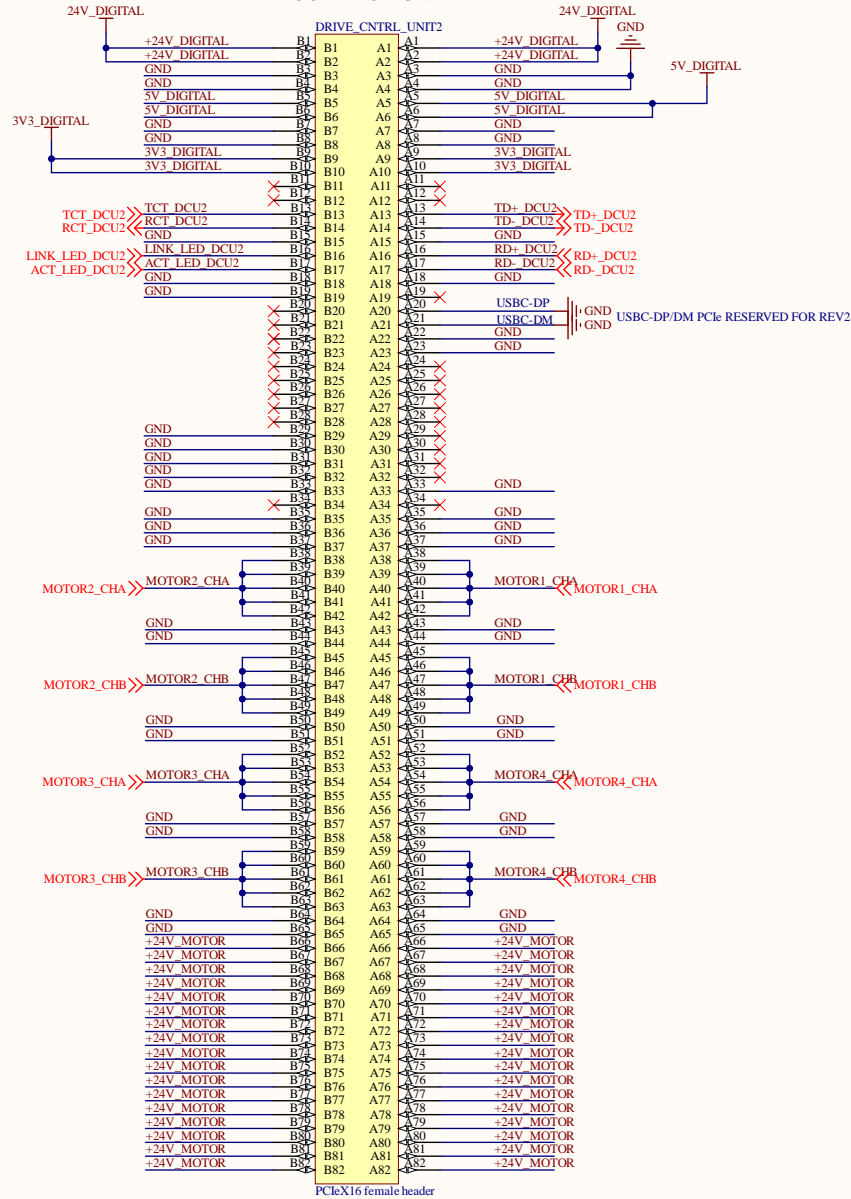 24V_DIGITAL 24V_DIGITAL
DRIVE_CNTRL_UNIT2 GND
+24V_DIGITAL B1 B1 A1 A1 +24V_DIGITAL
+24V_DIGITAL B2 B2 A2 A2 +24V_DIGITAL
GND B3 B3 A3 A3 GND
5V_DIGITAL
GND B4 B4 A4 A4 GND
5V_DIGITAL B5 B5 A5 A5 5V_DIGITAL
5V_DIGITAL B6 B6 A6 A6 5V_DIGITAL
3V3_DIGITAL
GND B7 B7 A7 A7 GND
GND B8 B8 A8 A8 GND
3V3_DIGITAL B9 B9 A9 A9 3V3_DIGITAL
3V3_DIGITAL B10 B10 A10 A10 3V3_DIGITAL
B11 B11 A11 A11
B12 B12 A12 A12
TCT_DCU2 TCT_DCU2 B13 B13 A13 A13 TD+_DCU2 TD+_DCU2
RCT_DCU2 RCT_DCU2 B14 B14 A14 A14 TD-_DCU2 TD-_DCU2
GND B15 B15 A15 A15 GND
LINK_LED_DCU2 LINK_LED_DCU2 B16 B16 A16 A16 RD+_DCU2 RD+_DCU2
ACT_LED_DCU2 ACT_LED_DCU2 B17 B17 A17 A17 RD-_DCU2 RD-_DCU2
GND B18 B18 A18 A18 GND
GND B19 B19 A19 A19
B20 B20 A20 A20 USBC-DP GND
USBC-DP/DM PCIe RESERVED FOR REV2
B21 B21 A21 A21 USBC-DM GND
B22 B22 A22 A22 GND
B23 B23 A23 A23 GND
B24 B24 A24 A24
B25 B25 A25 A25
B26 B26 A26 A26
B27 B27 A27 A27
B28 B28 A28 A28
GND B29 B29 A29 A29
GND B30 B30 A30 A30
GND B31 B31 A31 A31
GND B32 B32 A32 A32
GND B33 B33 A33 A33 GND
B34 B34 A34 A34
GND B35 B35 A35 A35 GND
GND B36 B36 A36 A36 GND
GND B37 B37 A37 A37 GND
B38 B38 A38 A38
B39 B39 A39 A39
MOTOR2_CHA MOTOR2_CHA B40 B40 A40 A40 MOTOR1_CHA MOTOR1_CHA
B41 B41 A41 A41
B42 B42 A42 A42
GND B43 B43 A43 A43 GND
GND B44 B44 A44 A44 GND
B45 B45 A45 A45
B46 B46 A46 A46
MOTOR2_CHB MOTOR2_CHB B47 B47 A47 A47 MOTOR1_CHB MOTOR1_CHB
B48 B48 A48 A48
B49 B49 A49 A49
GND B50 B50 A50 A50 GND
GND B51 B51 A51 A51 GND
B52 B52 A52 A52
B53 B53 A53 A53
MOTOR3_CHA MOTOR3_CHA B54 B54 A54 A54 MOTOR4_CHA MOTOR4_CHA
B55 B55 A55 A55
B56 B56 A56 A56
GND B57 B57 A57 A57 GND
GND B58 B58 A58 A58 GND
B59 B59 A59 A59
B60 B60 A60 A60
MOTOR3_CHB MOTOR3_CHB B61 B61 A61 A61 MOTOR4_CHB MOTOR4_CHB
B62 B62 A62 A62
B63 B63 A63 A63
GND B64 B64 A64 A64 GND
GND B65 B65 A65 A65 GND
+24V_MOTOR B66 B66 A66 A66 +24V_MOTOR
+24V_MOTOR B67 B67 A67 A67 +24V_MOTOR
+24V_MOTOR B68 B68 A68 A68 +24V_MOTOR
+24V_MOTOR B69 B69 A69 A69 +24V_MOTOR
+24V_MOTOR B70 B70 A70 A70 +24V_MOTOR
+24V_MOTOR B71 B71 A71 A71 +24V_MOTOR
+24V_MOTOR B72 B72 A72 A72 +24V_MOTOR
+24V_MOTOR B73 B73 A73 A73 +24V_MOTOR
+24V_MOTOR B74 B74 A74 A74 +24V_MOTOR
+24V_MOTOR B75 B75 A75 A75 +24V_MOTOR
+24V_MOTOR B76 B76 A76 A76 +24V_MOTOR
+24V_MOTOR B77 B77 A77 A77 +24V_MOTOR
+24V_MOTOR B78 B78 A78 A78 +24V_MOTOR
+24V_MOTOR B79 B79 A79 A79 +24V_MOTOR
+24V_MOTOR B80 B80 A80 A80 +24V_MOTOR
+24V_MOTOR B81 B81 A81 A81 +24V_MOTOR
+24V_MOTOR B82 B82 A82 A82 +24V_MOTOR
PCIeX16 female header